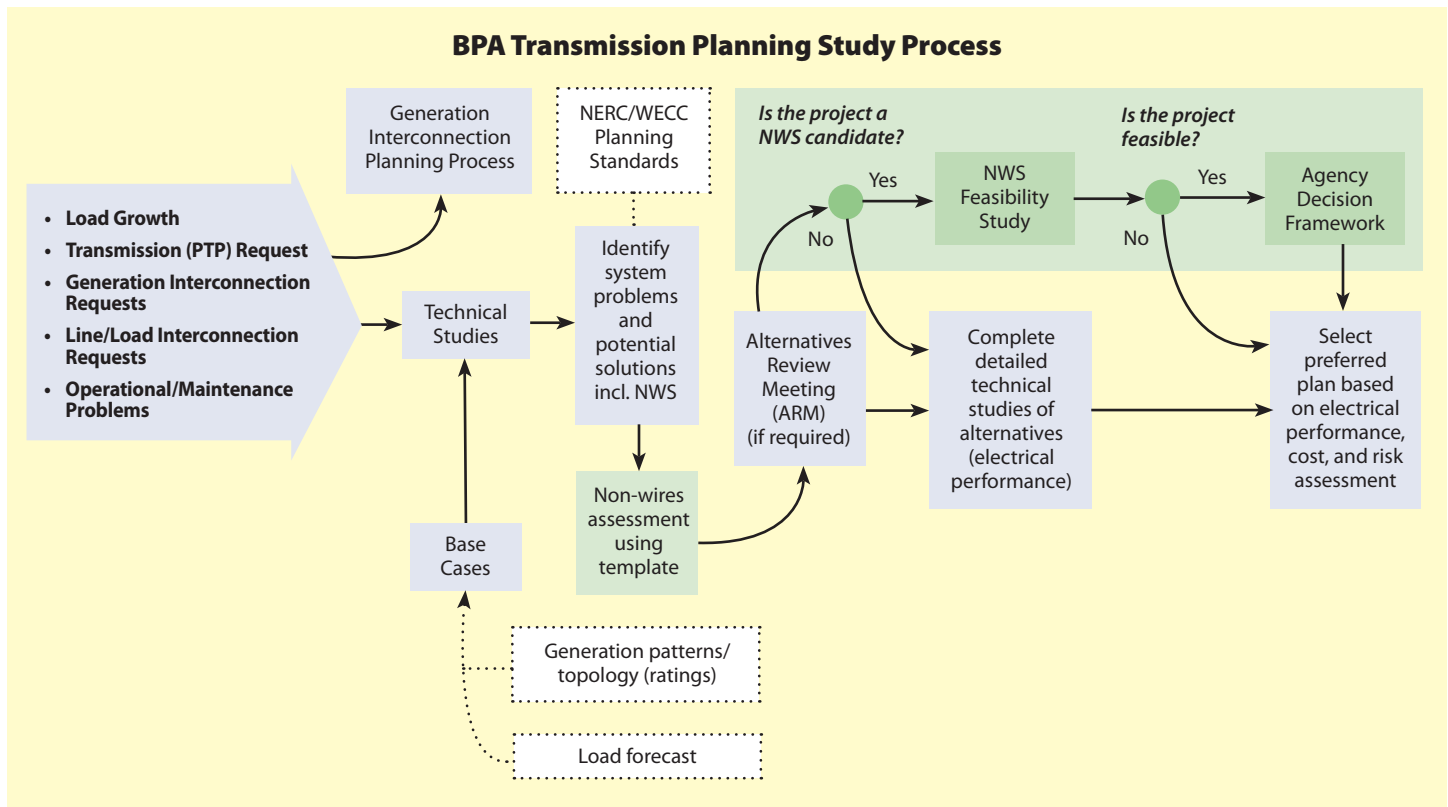 BPA Transmission Planning Study Process
• Load Growth
• Transmission (PTP) Request
• Generation Interconnection
Requests
• Line/Load Interconnection
Requests
• Operational/Maintenance
Problems
Generation
Interconnection
Planning Process
Technical
Studies
Base
Cases
Generation patterns/
topology (ratings)
Load forecast
NERC/WECC
Planning
Standards
Identify
system
problems
and
potential
solutions
incl. NWS
Non-wires
assessment
using
template
Alternatives
Review
Meeting
(ARM)
(if required)
Is the project a
NWS candidate?
Yes
No
NWS
Feasibility
Study
Is the project
feasible?
Yes
No
Agency
Decision
Framework
Complete
detailed
technical
studies of
alternatives
(electrical
performance)
Select
preferred
plan based
on electrical
performance,
cost, and risk
assessment